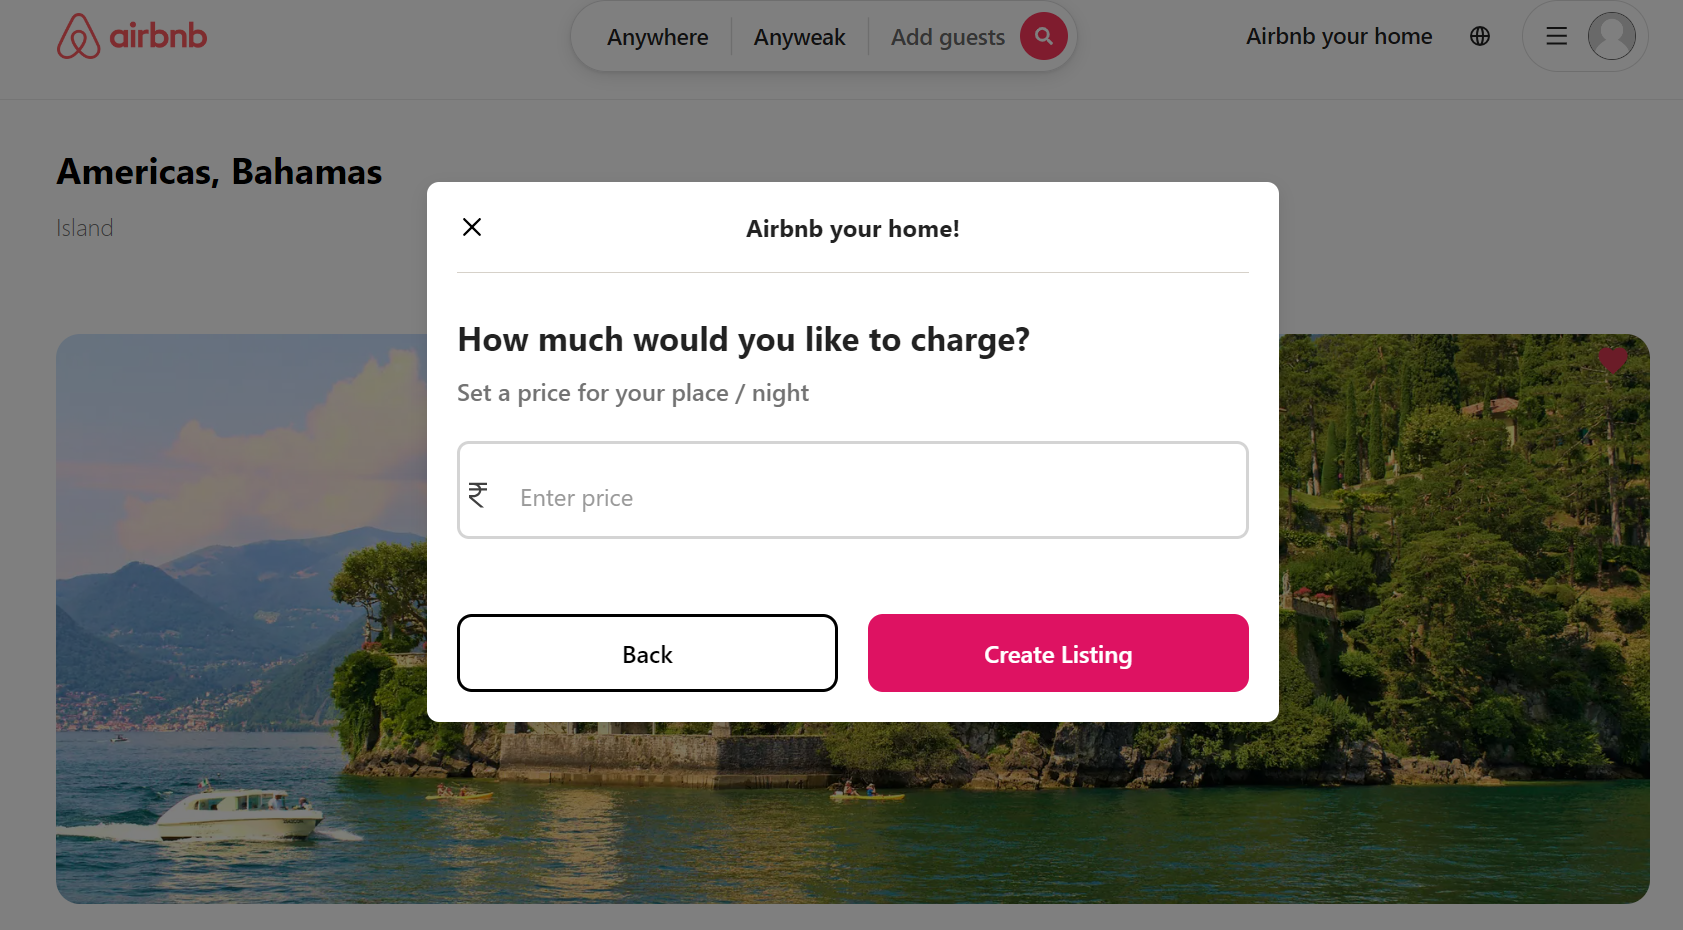 airbnb
Anywhere
Anyweak
Add guests
Airbnb your home
Americas, Bahamas
Island
Airbnb your home!
How much would you like to charge?
Set a price for your place / night
₹ Enter price
Back
Create Listing